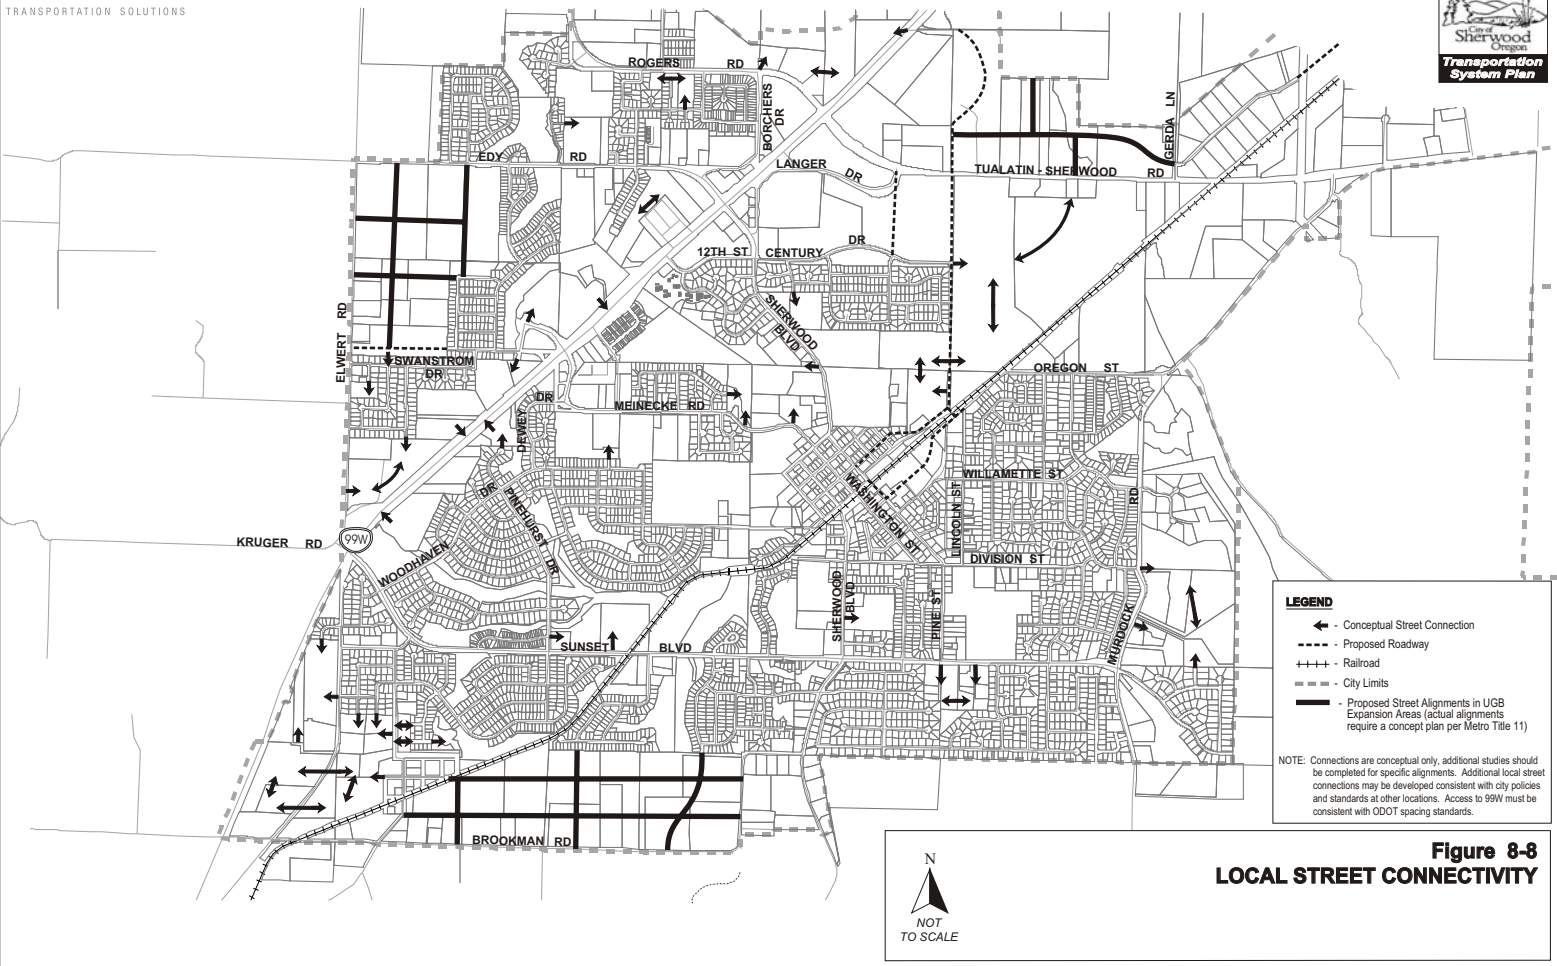 TRANSPORTATION SOLUTIONS
City of
Sherwood
Oregon
Transportation
System Plan
ROGERS RD
BORCHERS
DR
GERDA LN
EDY RD
LANGER
DR
TUALATIN - SHERWOOD RD
12TH ST
CENTURY
DR
SHERWOOD
BLVD
ELWERT RD
SWANSTROM
DR
OREGON ST
DEWEY
DR
MEINECKE RD
WILLAMETTE ST
DR
PINEHURST DR
WASHINGTON ST
LINCOLN ST
RD
KRUGER RD
99W
WOODHAVEN
DIVISION ST
SHERWOOD
BLVD
PINE ST
MURDOCK
SUNSET BLVD
BROOKMAN RD
LEGEND
- Conceptual Street Connection
- Proposed Roadway
- Railroad
- City Limits
- Proposed Street Alignments in UGB
Expansion Areas (actual alignments
require a concept plan per Metro Title 11)
NOTE: Connections are conceptual only, additional studies should
be completed for specific alignments. Additional local street
connections may be developed consistent with city policies
and standards at other locations. Access to 99W must be
consistent with ODOT spacing standards.
N
NOT
TO SCALE
Figure 8-8
LOCAL STREET CONNECTIVITY